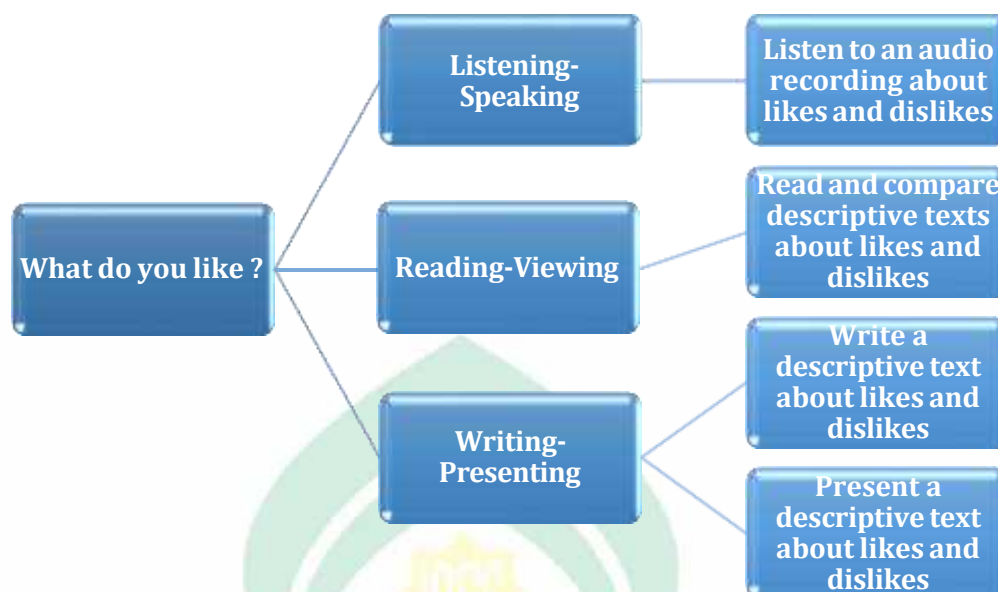 What do you like ?
Listening-
Speaking
Listen to an audio
recording about
likes and dislikes
Reading-Viewing
Read and compare
descriptive texts
about likes and
dislikes
Writing-
Presenting
Write a
descriptive text
about likes and
dislikes
Present a
descriptive text
about likes and
dislikes